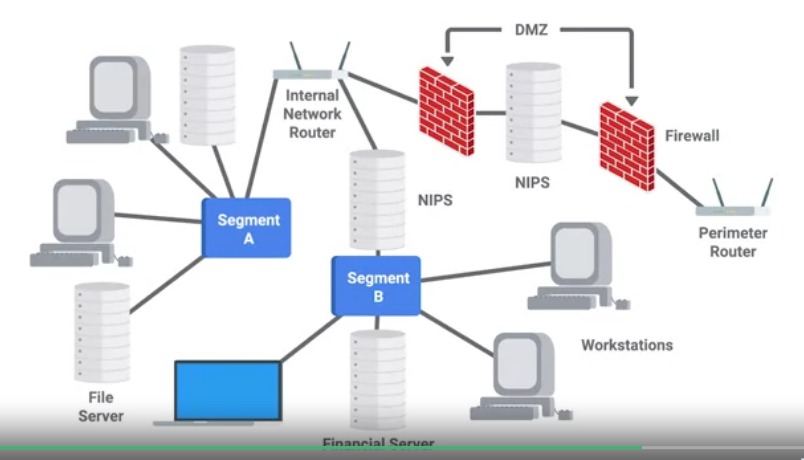 DMZ
Internal
Network
Router
Firewall
NIPS
NIPS
Segment
A
Perimeter
Router
Segment
B
Workstations
File
Server
Financial Server